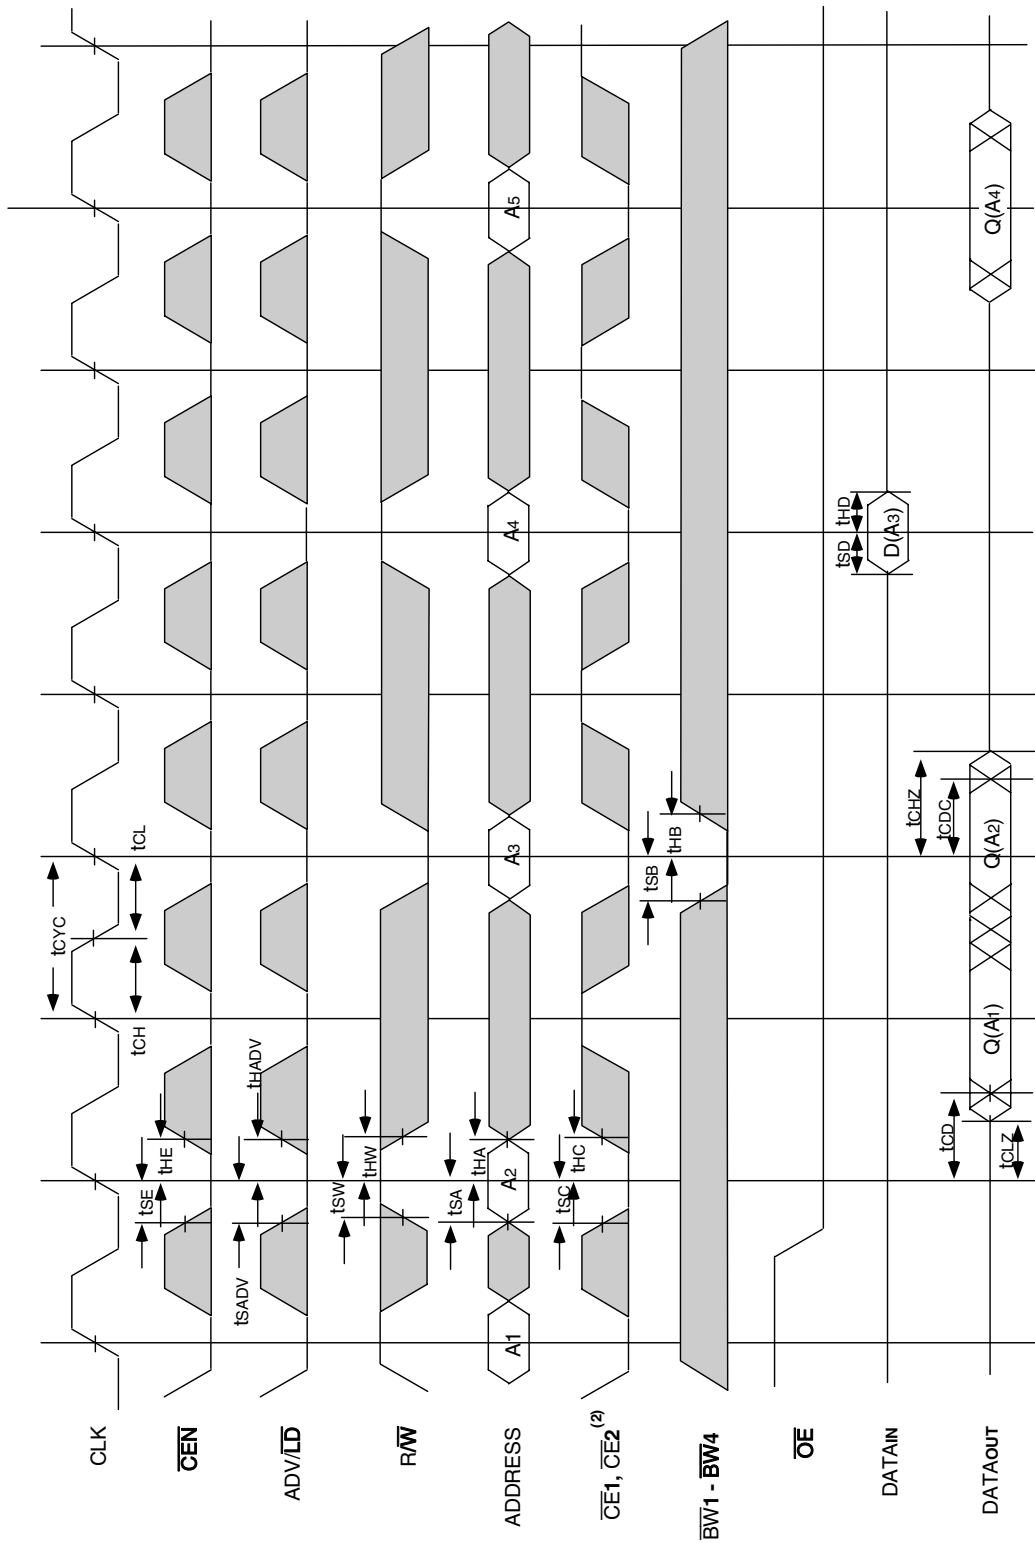 CLK
tCYC
tCH
tCL
CEN
tSE
tHE
ADV/LD
tSADV
tHADV
R/W
tSW
tHW
ADDRESS
A1
tSA
tHA
A2
A3
A4
A5
CE1, CE2(2)
tSC
tHC
BW1 - BW4
tSB
tHB
OE
DATAIN
tSD
tHD
D(A3)
DATAOUT
tCD
tCLZ
Q(A1)
tCHZ
tCDC
Q(A2)
Q(A4)